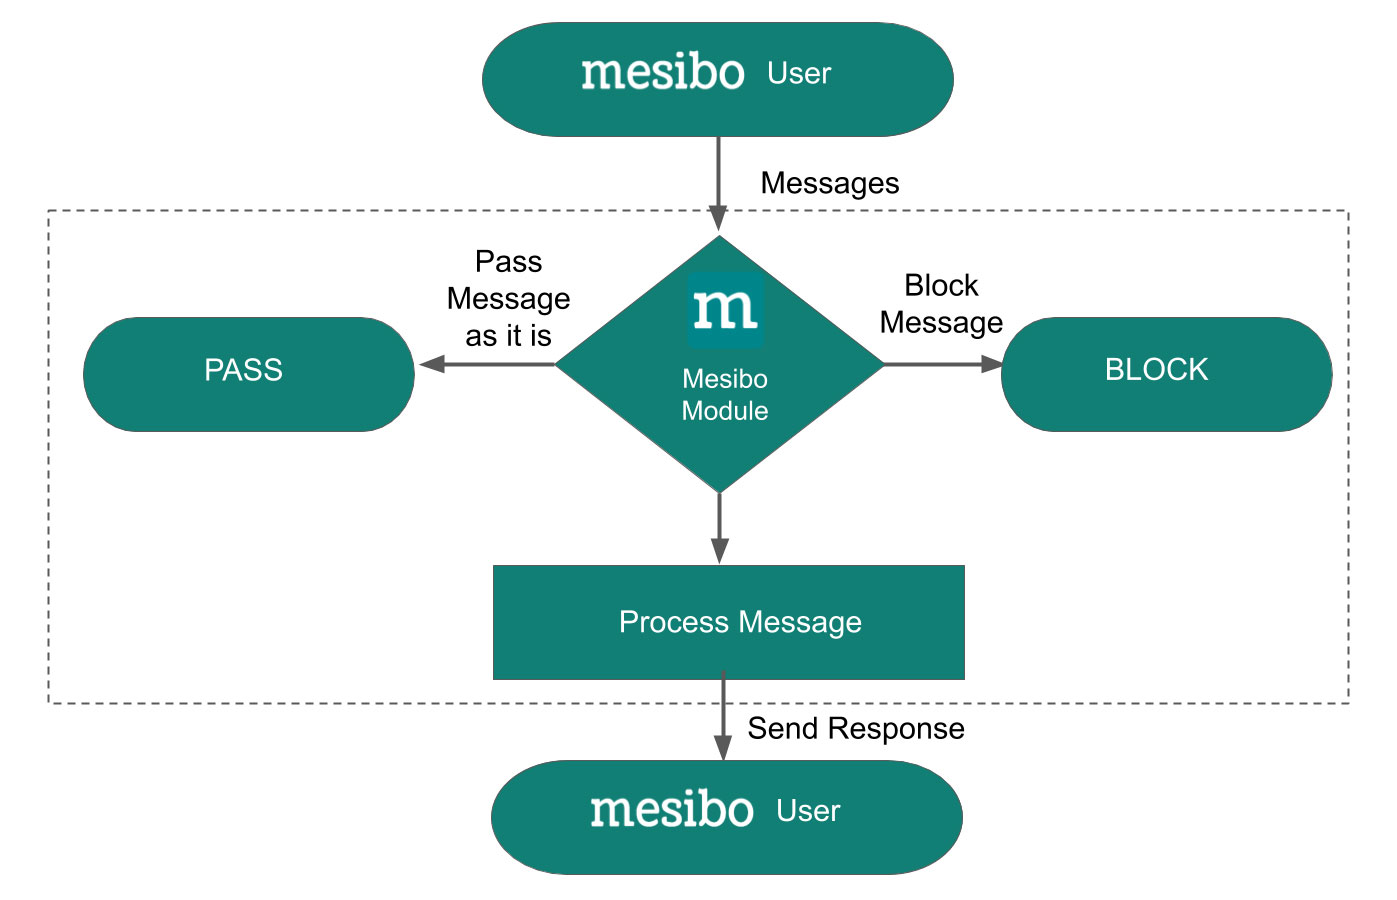 mesibo User
Messages
Pass
Message
as it is
Block
Message
PASS
m
Mesibo
Module
BLOCK
Process Message
Send Response
mesibo User